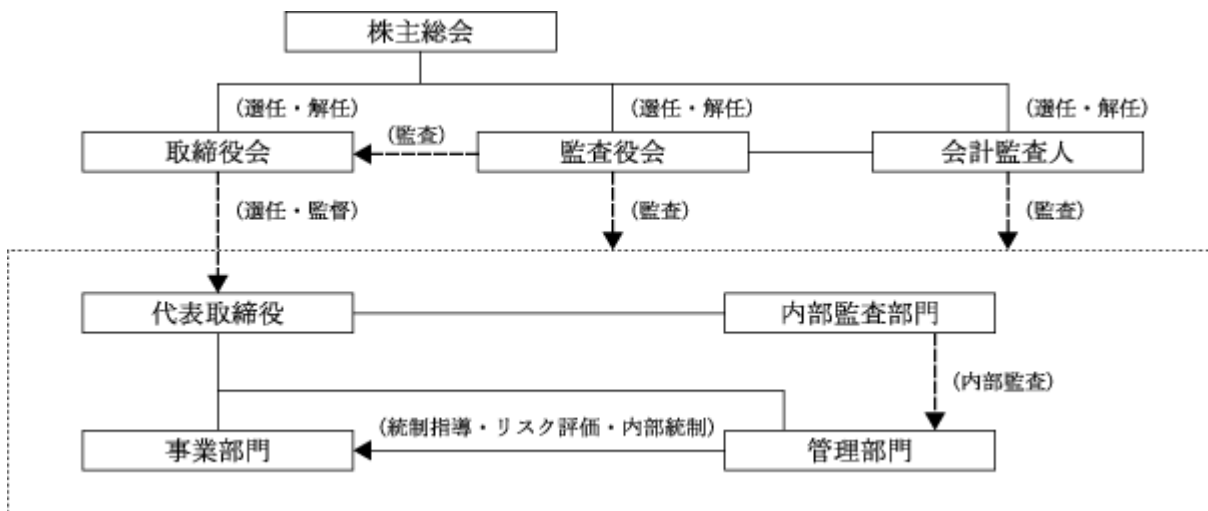 株主総会
(選任・解任)
(選任・解任)
(選任・解任)
取締役会
(監査)
監査役会
会計監査人
(選任・監督)
(監査)
(監査)
代表取締役
内部監査部門
(内部監査)
(統制指導・リスク評価・内部統制)
事業部門
管理部門